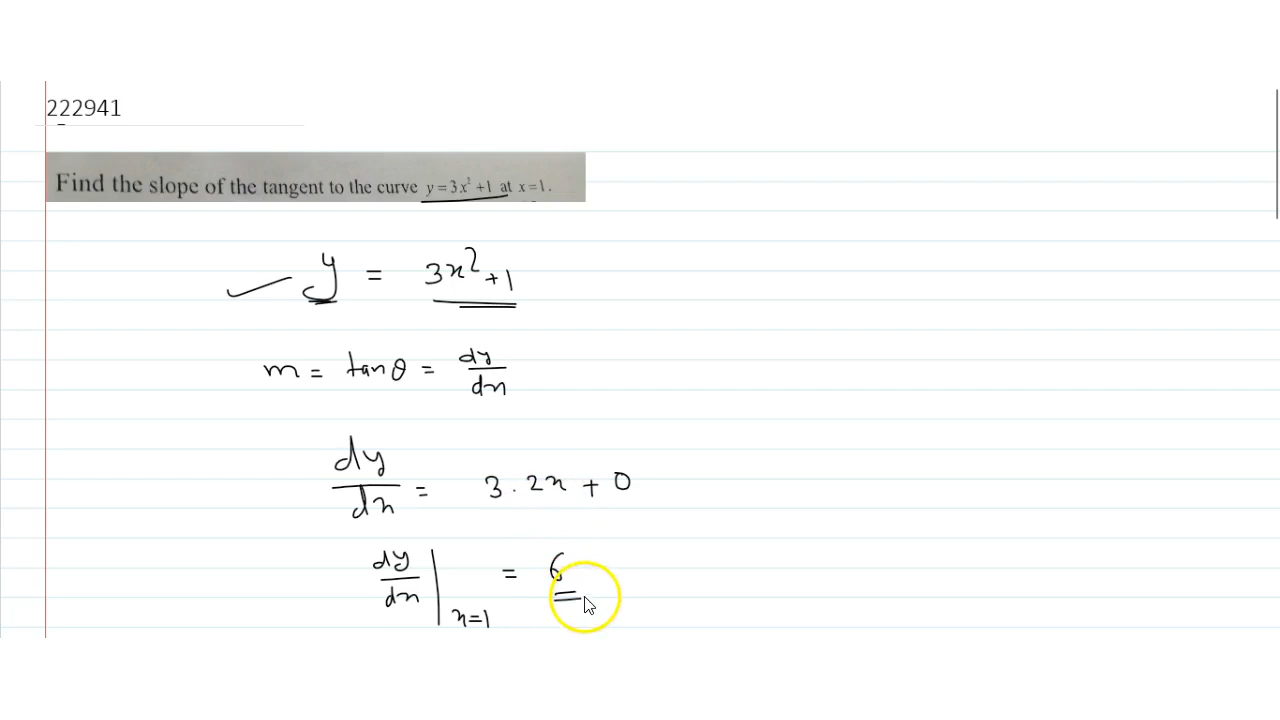 222941
Find the slope of the tangent to the curve y=3x²+1 at x=1.
y = 3x²+1
m = tanθ = dy/dx
dy/dx = 3.2x + 0
dy/dx |x=1 = 6